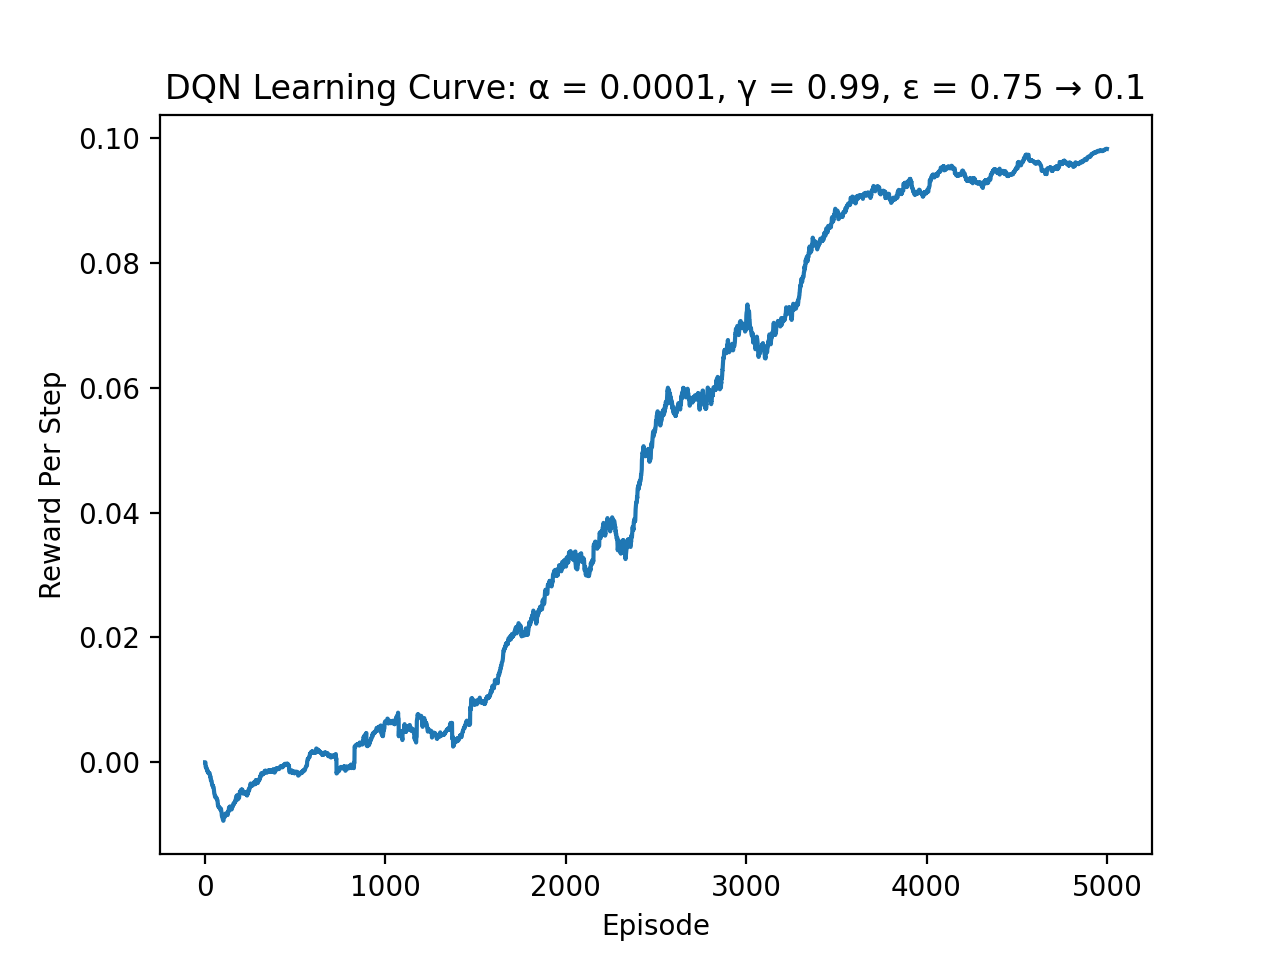 DQN Learning Curve: α = 0.0001, γ = 0.99, ε = 0.75 → 0.1
0.10
0.08
0.06
0.04
0.02
0.00
Reward Per Step
0 1000 2000 3000 4000 5000
Episode